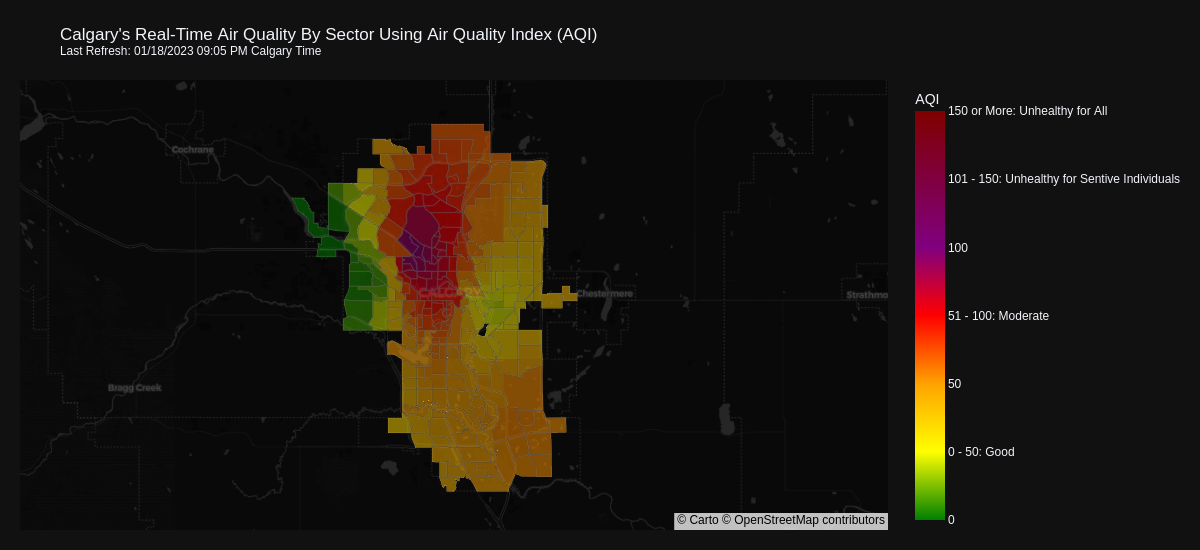 Calgary's Real-Time Air Quality By Sector Using Air Quality Index (AQI)
Last Refresh: 01/18/2023 09:05 PM Calgary Time
AQI
150 or More: Unhealthy for All
101 - 150: Unhealthy for Sentive Individuals
100
51 - 100: Moderate
50
0 - 50: Good
0
Cochrane
CALGARY
Chestermere
Strathmo
Bragg Creek
© Carto © OpenStreetMap contributors